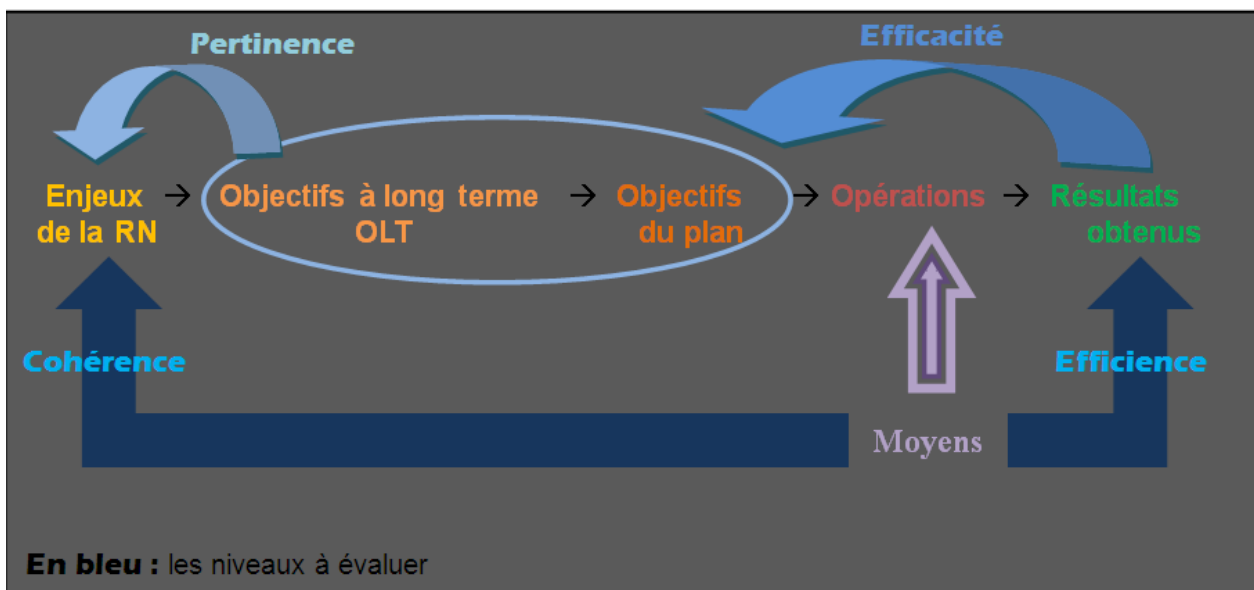 Pertinence
Efficacité
Enjeux → Objectifs à long terme → Objectifs → Opérations → Résultats
de la RN OLT du plan obtenus
Cohérence
Efficience
Moyens
En bleu : les niveaux à évaluer